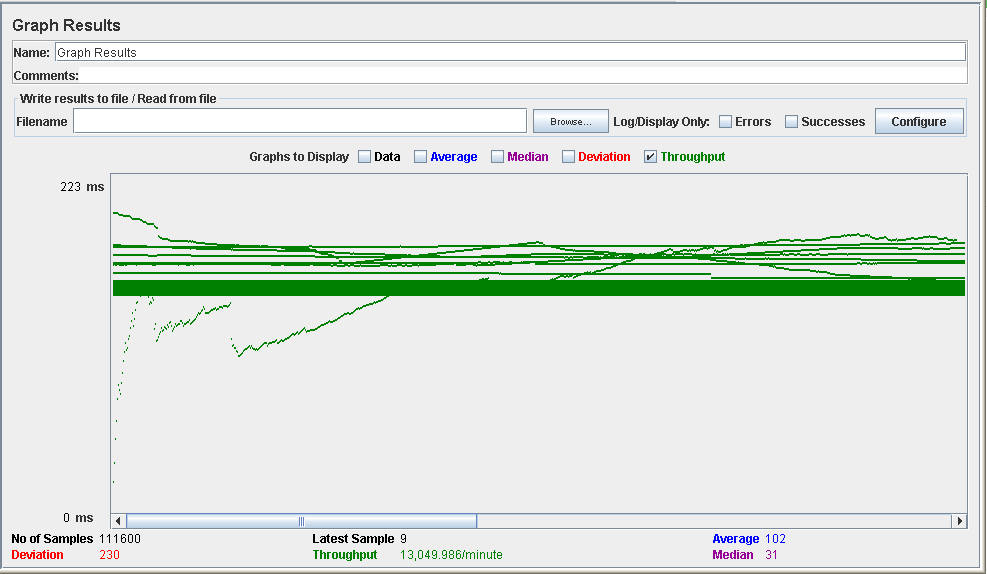 Graph Results
Name: Graph Results
Comments:
Write results to file / Read from file
Filename Browse... Log/Display Only: Errors Successes Configure
Graphs to Display Data Average Median Deviation Throughput
223 ms
0 ms
No of Samples 111600 Latest Sample 9 Average 102
Deviation 230 Throughput 13,049.986/minute Median 31